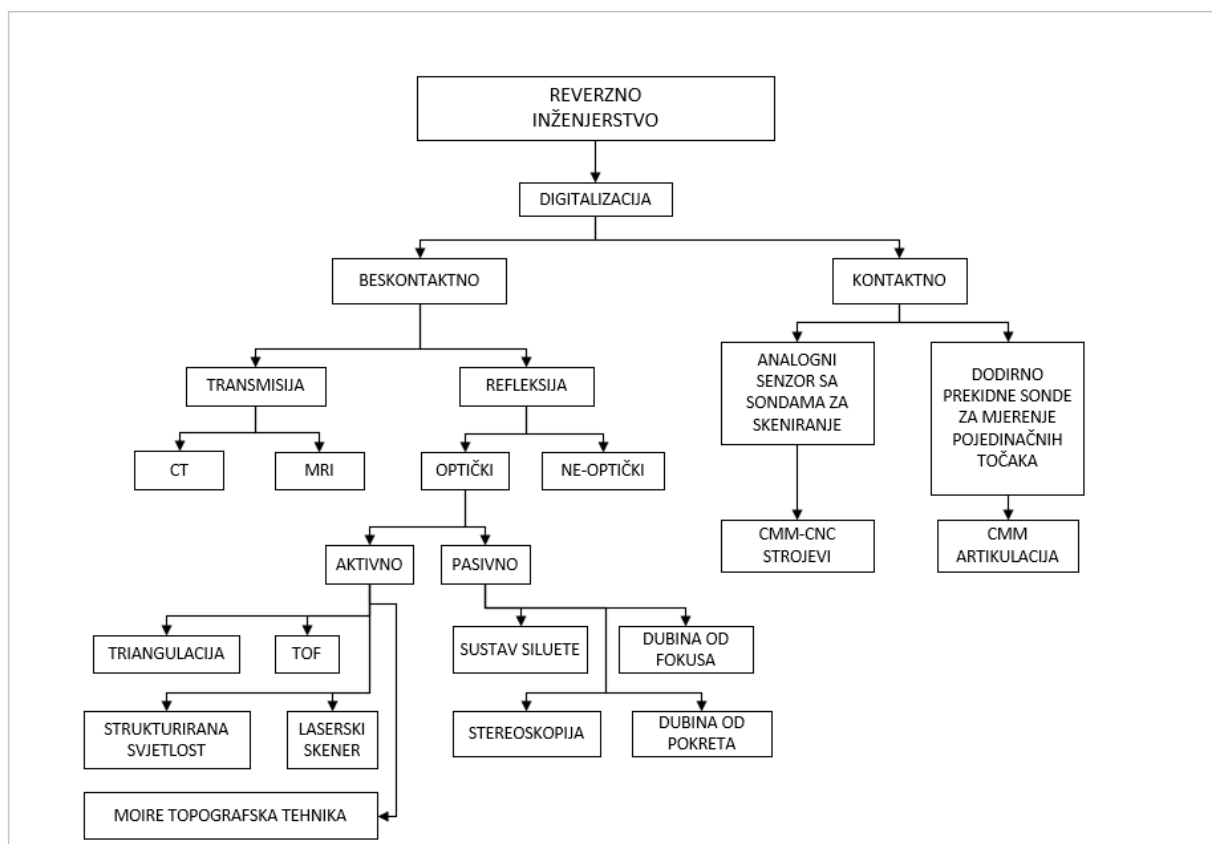 REVERZNO
INŽENJERSTVO
DIGITALIZACIJA
BESKONTAKTNO
KONTAKTNO
TRANSMISIJA
REFLEKSIJA
ANALOGNI
SENZOR SA
SONDAMA ZA
SKENIRANJE
DODIRNO
PREKIDNE SONDE
ZA MJERENJE
POJEDINAČNIH
TOČAKA
CT
MRI
OPTIČKI
NE-OPTIČKI
CMM-CNC
STROJEVI
CMM
ARTIKULACIJA
AKTIVNO
PASIVNO
TRIANGULACIJA
TOF
SUSTAV SILUETE
DUBINA OD
FOKUSA
STRUKTURIRANA
SVJETLOST
LASERSKI
SKENER
STEREOSKOPIJA
DUBINA OD
POKRETA
MOIRE TOPOGRAFSKA TEHNIKA